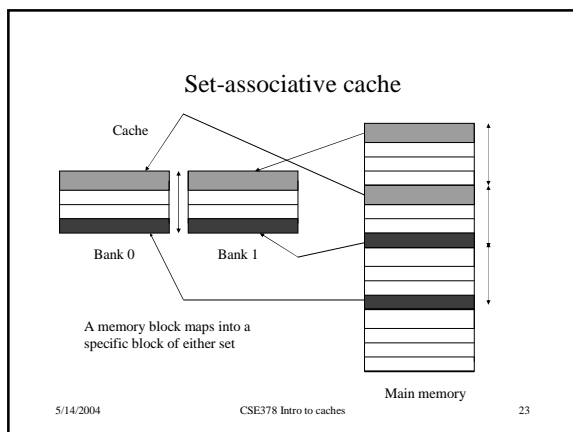 Set-associative cache
Cache
Bank 0
Bank 1
A memory block maps into a
specific block of either set
Main memory
5/14/2004
CSE378 Intro to caches
23